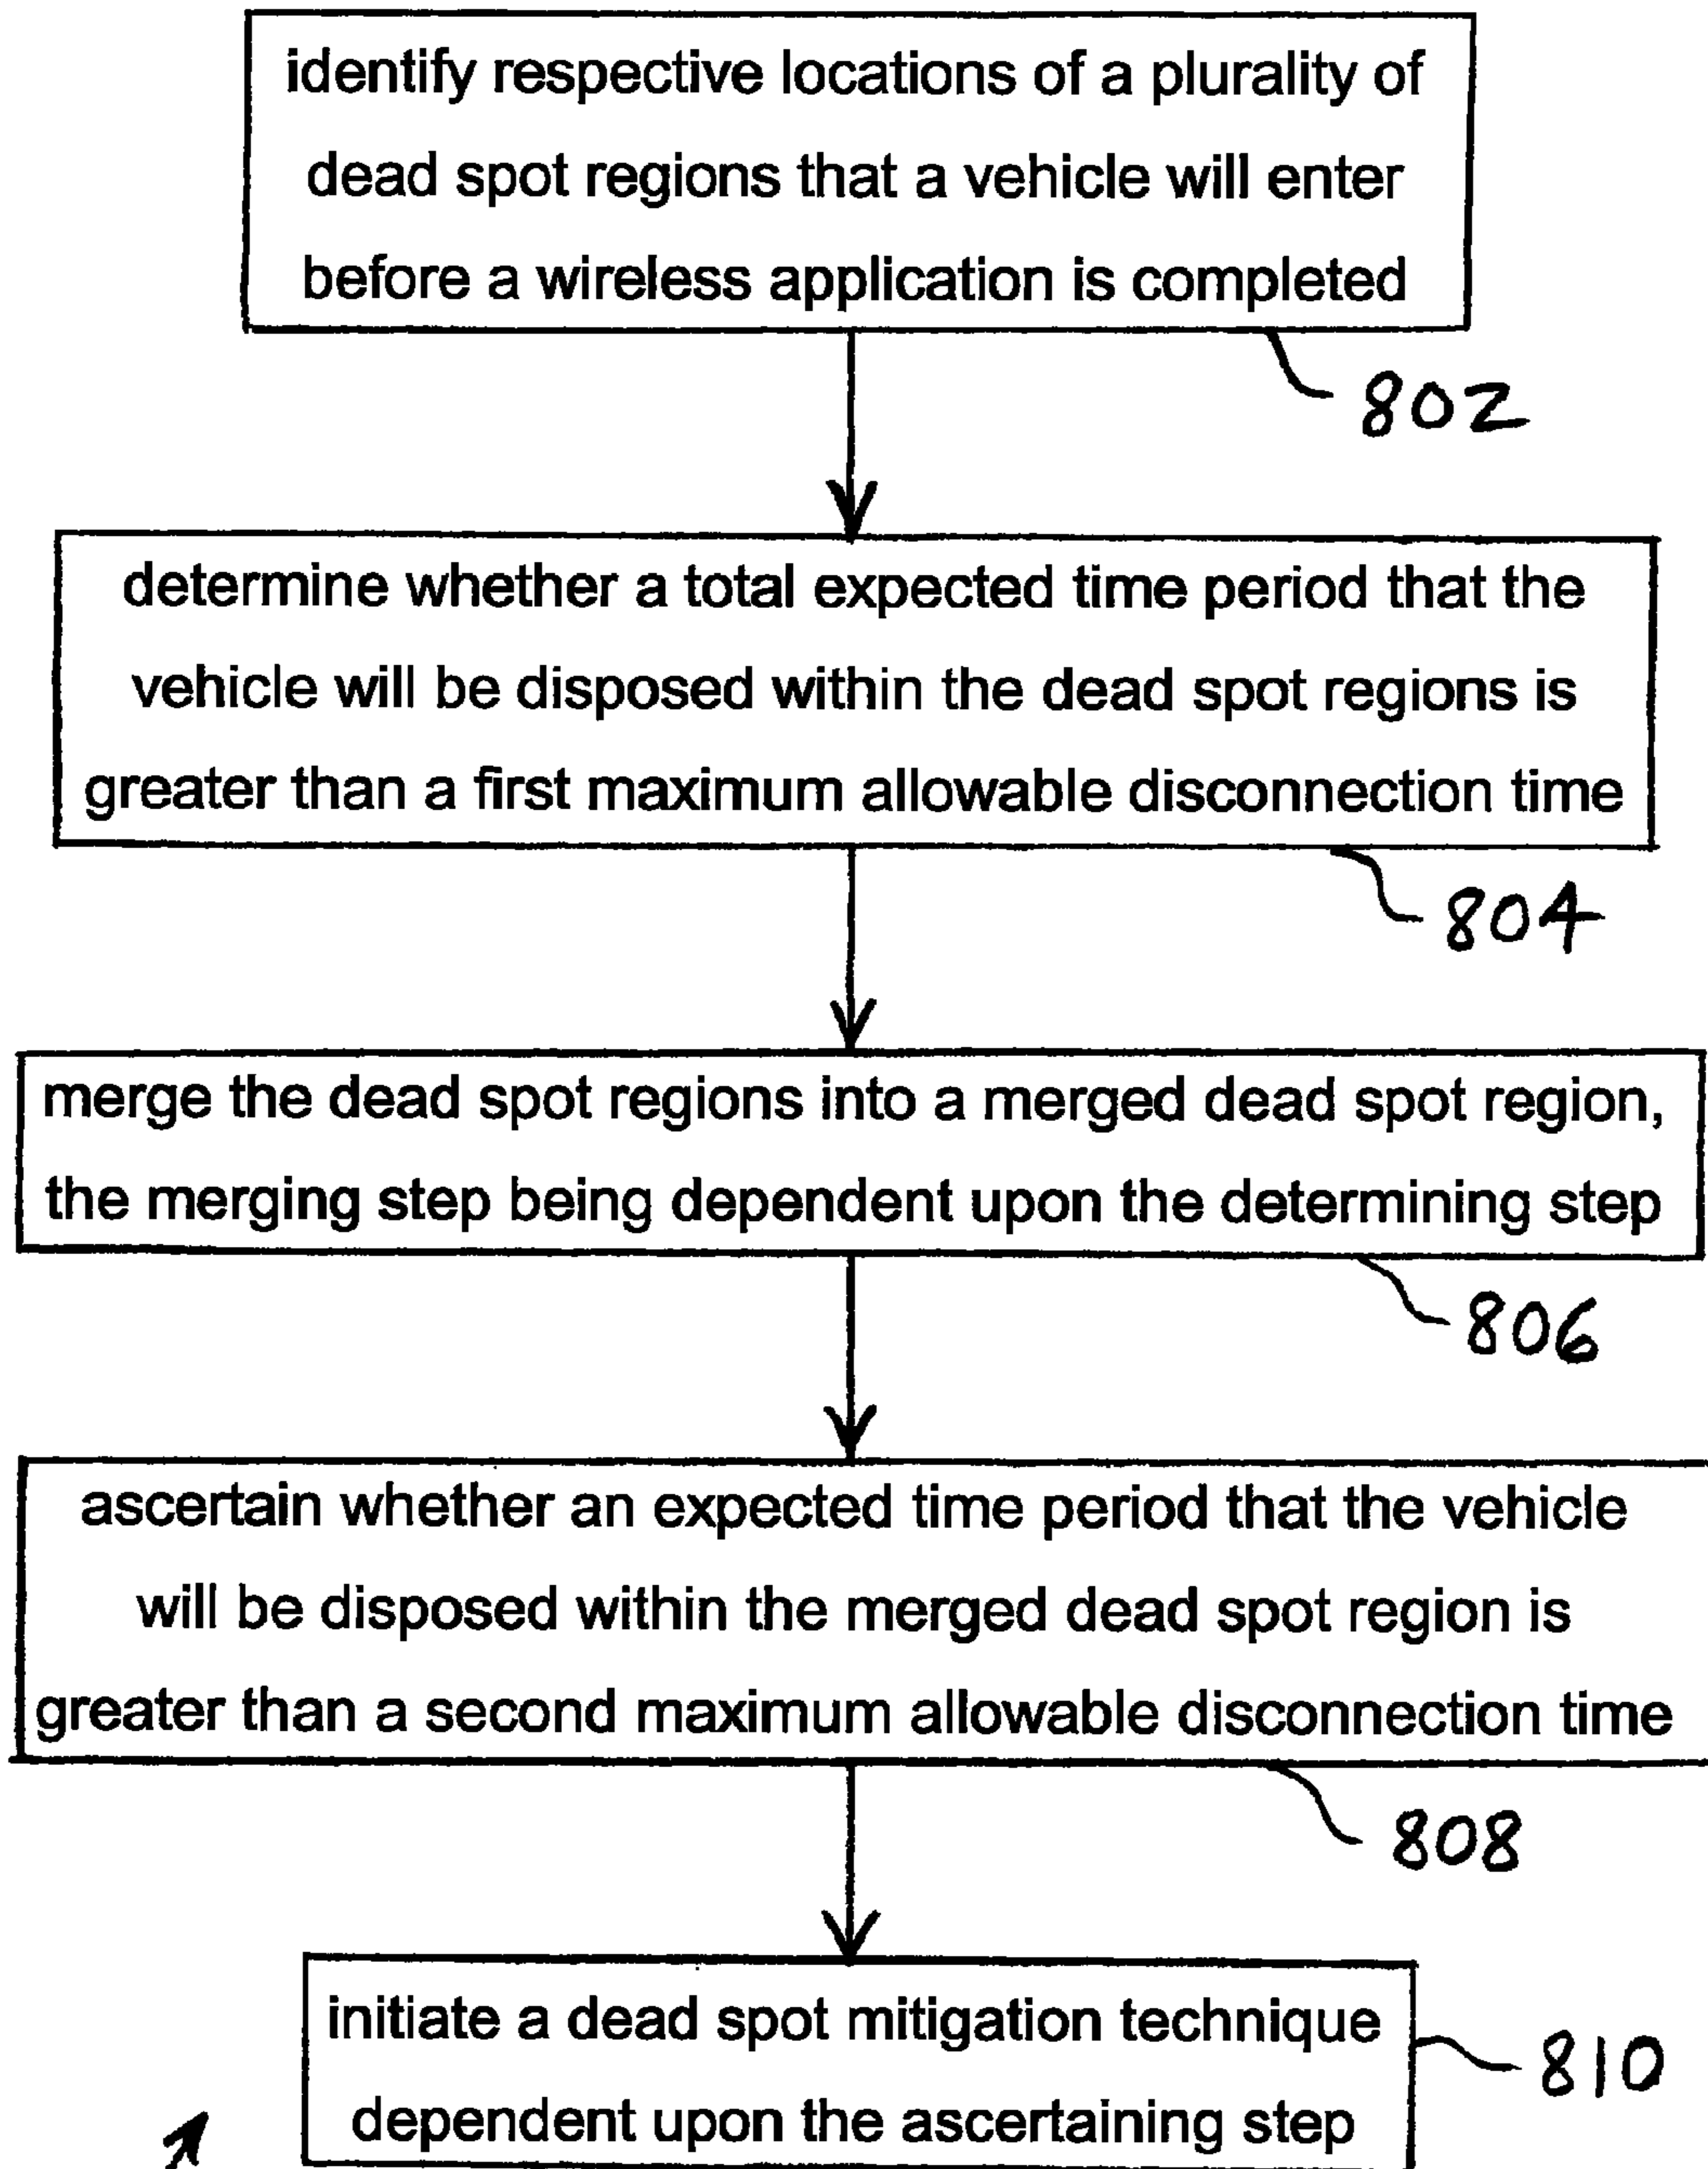 identify respective locations of a plurality of
dead spot regions that a vehicle will enter
before a wireless application is completed
802
determine whether a total expected time period that the
vehicle will be disposed within the dead spot regions is
greater than a first maximum allowable disconnection time
804
merge the dead spot regions into a merged dead spot region,
the merging step being dependent upon the determining step
806
ascertain whether an expected time period that the vehicle
will be disposed within the merged dead spot region is
greater than a second maximum allowable disconnection time
808
initiate a dead spot mitigation technique
810
dependent upon the ascertaining step